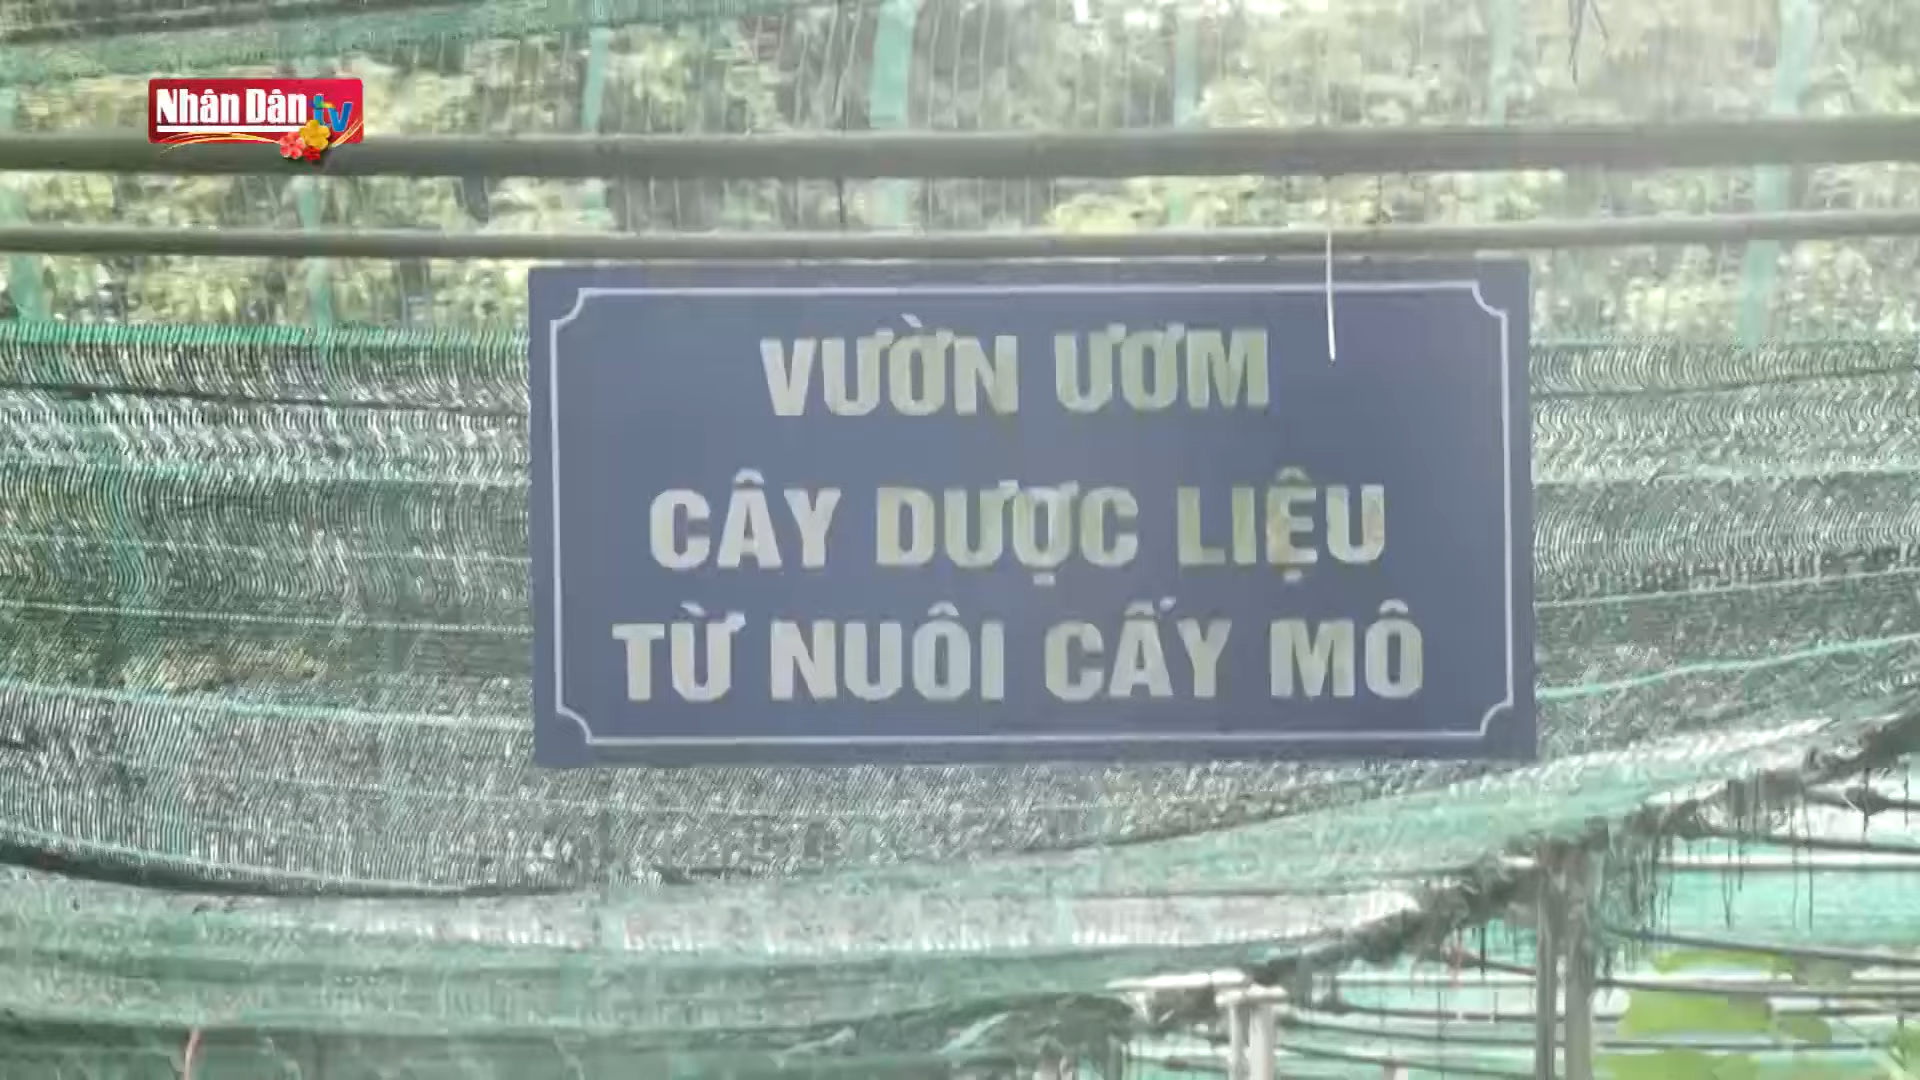 Nhân Dân tv
VƯỜN ƯƠM
CÂY DƯỢC LIỆU
TỪ NUÔI CẤY MÔ